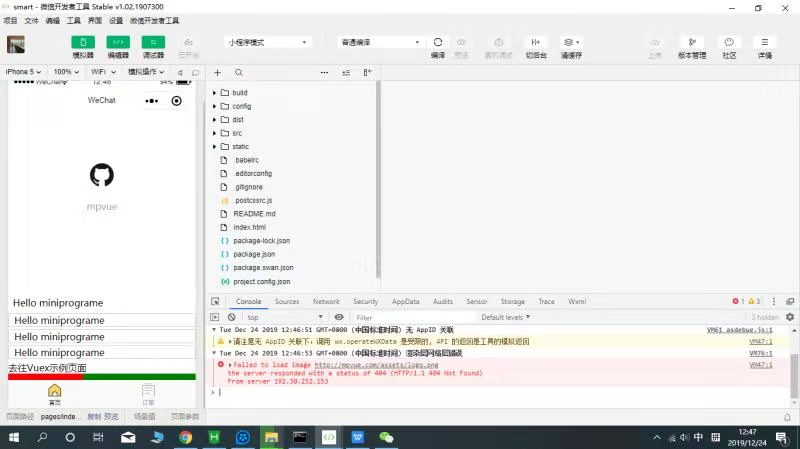 smart - 微信开发者工具 Stable v1.02.1907300
项目 文件 编辑 工具 界面 设置 微信开发者工具
模拟器 编辑器 调试器 云开发 小程序模式 普通编译 编译 预览 真机调试 切后台 清缓存 上传 版本管理 社区 详情
iPhone 5 100% WiFi 模拟操作
WeChat 12:46 94%
WeChat
mpvue
Hello miniprograme
Hello miniprograme
Hello miniprograme
Hello miniprograme
去往Vuex示例页面
首页 订单
页面路径 pages/inde... 复制 预览 场景值 页面参数
build
config
dist
src
static
.babelrc
.editorconfig
.gitignore
.postcssrc.js
README.md
index.html
package-lock.json
package.json
package.swan.json
project.config.json
Console Sources Network Security AppData Audits Sensor Storage Trace Wxml 1 3
top Filter Default levels 3 hidden
Tue Dec 24 2019 12:46:51 GMT+0800 (中国标准时间) 无 AppID 关联 VM61 asdebug.js:1
请注意无 AppID 关联下，调用 wx.operateWXData 是受限的, API 的返回是工具的模拟返回 VM47:1
Tue Dec 24 2019 12:46:53 GMT+0800 (中国标准时间) 渲染层网络层错误 VM76:1
Failed to load image http://mpvue.com/assets/logo.png VM47:1
the server responded with a status of 404 (HTTP/1.1 404 Not Found)
From server 192.30.252.153
中 拼 12:47
2019/12/24